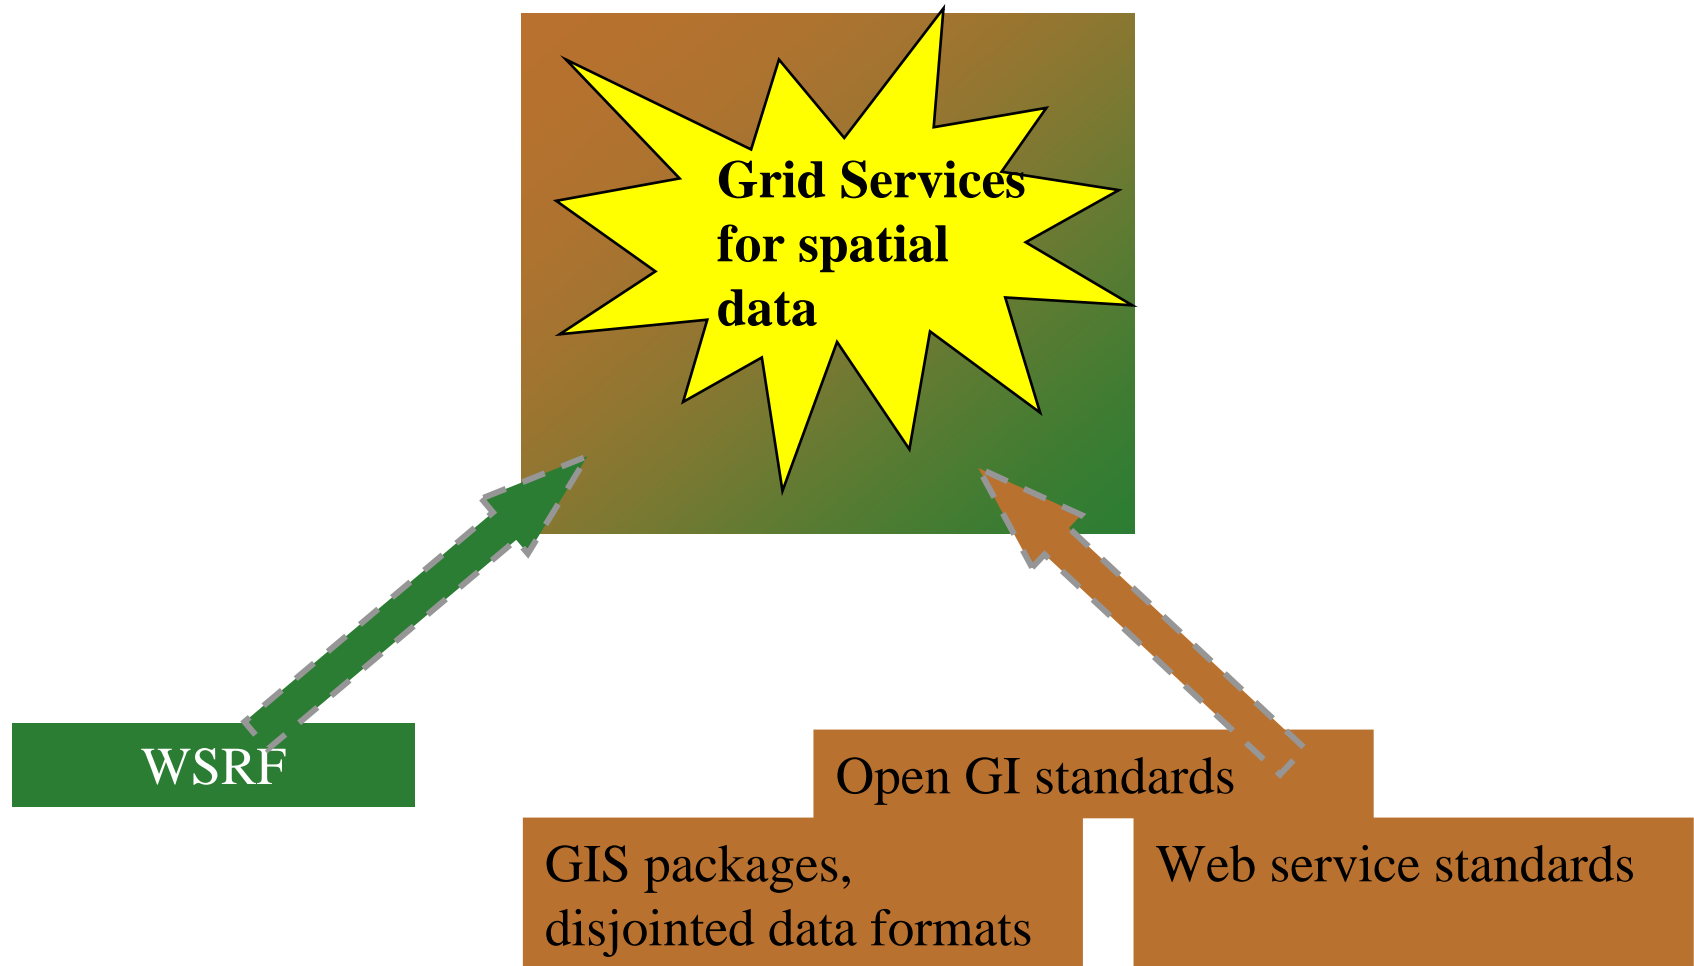 Grid Services
for spatial
data
WSRF
Open GI standards
GIS packages,
disjointed data formats
Web service standards